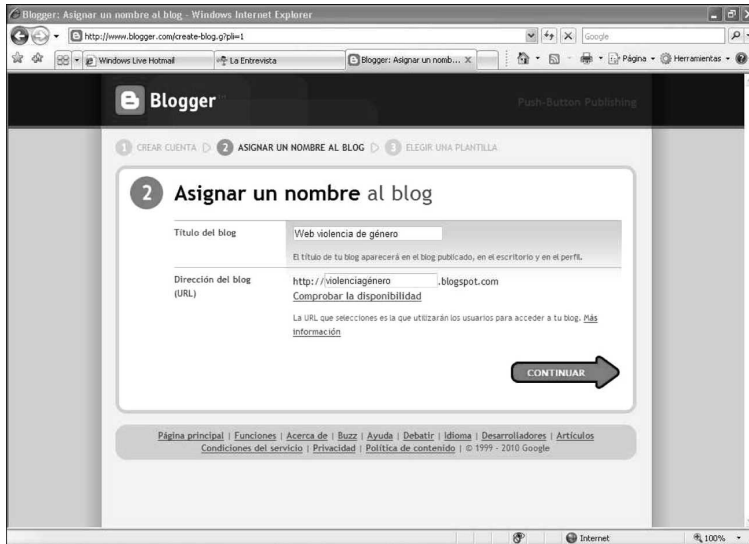 Blogger: Asignar un nombre al blog - Windows Internet Explorer
http://www.blogger.com/create-blog.g?pli=1
Google
Windows Live Hotmail
La Entrevista
Blogger: Asignar un nomb... X
Página
Herramientas
Blogger
Push-Button Publishing
1 CREAR CUENTA 2 ASIGNAR UN NOMBRE AL BLOG 3 ELEGIR UNA PLANTILLA
2 Asignar un nombre al blog
Título del blog
Web violencia de género
El título de tu blog aparecerá en el blog publicado, en el escritorio y en el perfil.
Dirección del blog
(URL)
http://violenciagénero.blogspot.com
Comprobar la disponibilidad
La URL que selecciones es la que utilizarán los usuarios para acceder a tu blog. Más
información
CONTINUAR
Página principal | Funciones | Acerca de | Buzz | Ayuda | Debatir | Idioma | Desarrolladores | Artículos
Condiciones del servicio | Privacidad | Política de contenido | © 1999 - 2010 Google
Internet
100%